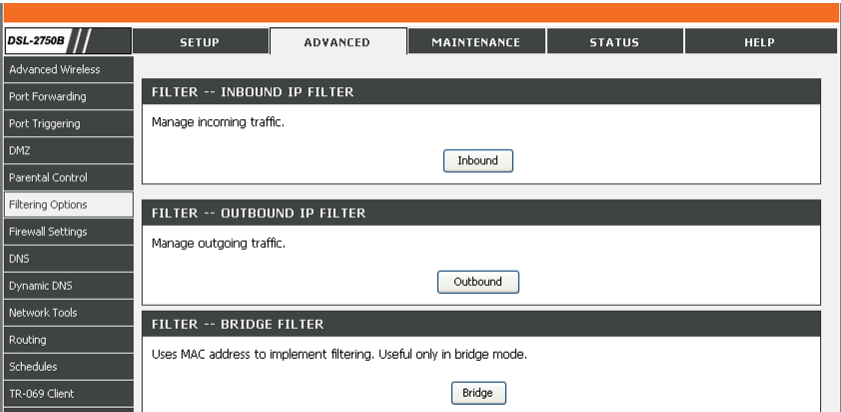 DSL-2750B
SETUP
ADVANCED
MAINTENANCE
STATUS
HELP
Advanced Wireless
Port Forwarding
Port Triggering
DMZ
Parental Control
Filtering Options
Firewall Settings
DNS
Dynamic DNS
Network Tools
Routing
Schedules
TR-069 Client
FILTER -- INBOUND IP FILTER
Manage incoming traffic.
Inbound
FILTER -- OUTBOUND IP FILTER
Manage outgoing traffic.
Outbound
FILTER -- BRIDGE FILTER
Uses MAC address to implement filtering. Useful only in bridge mode.
Bridge